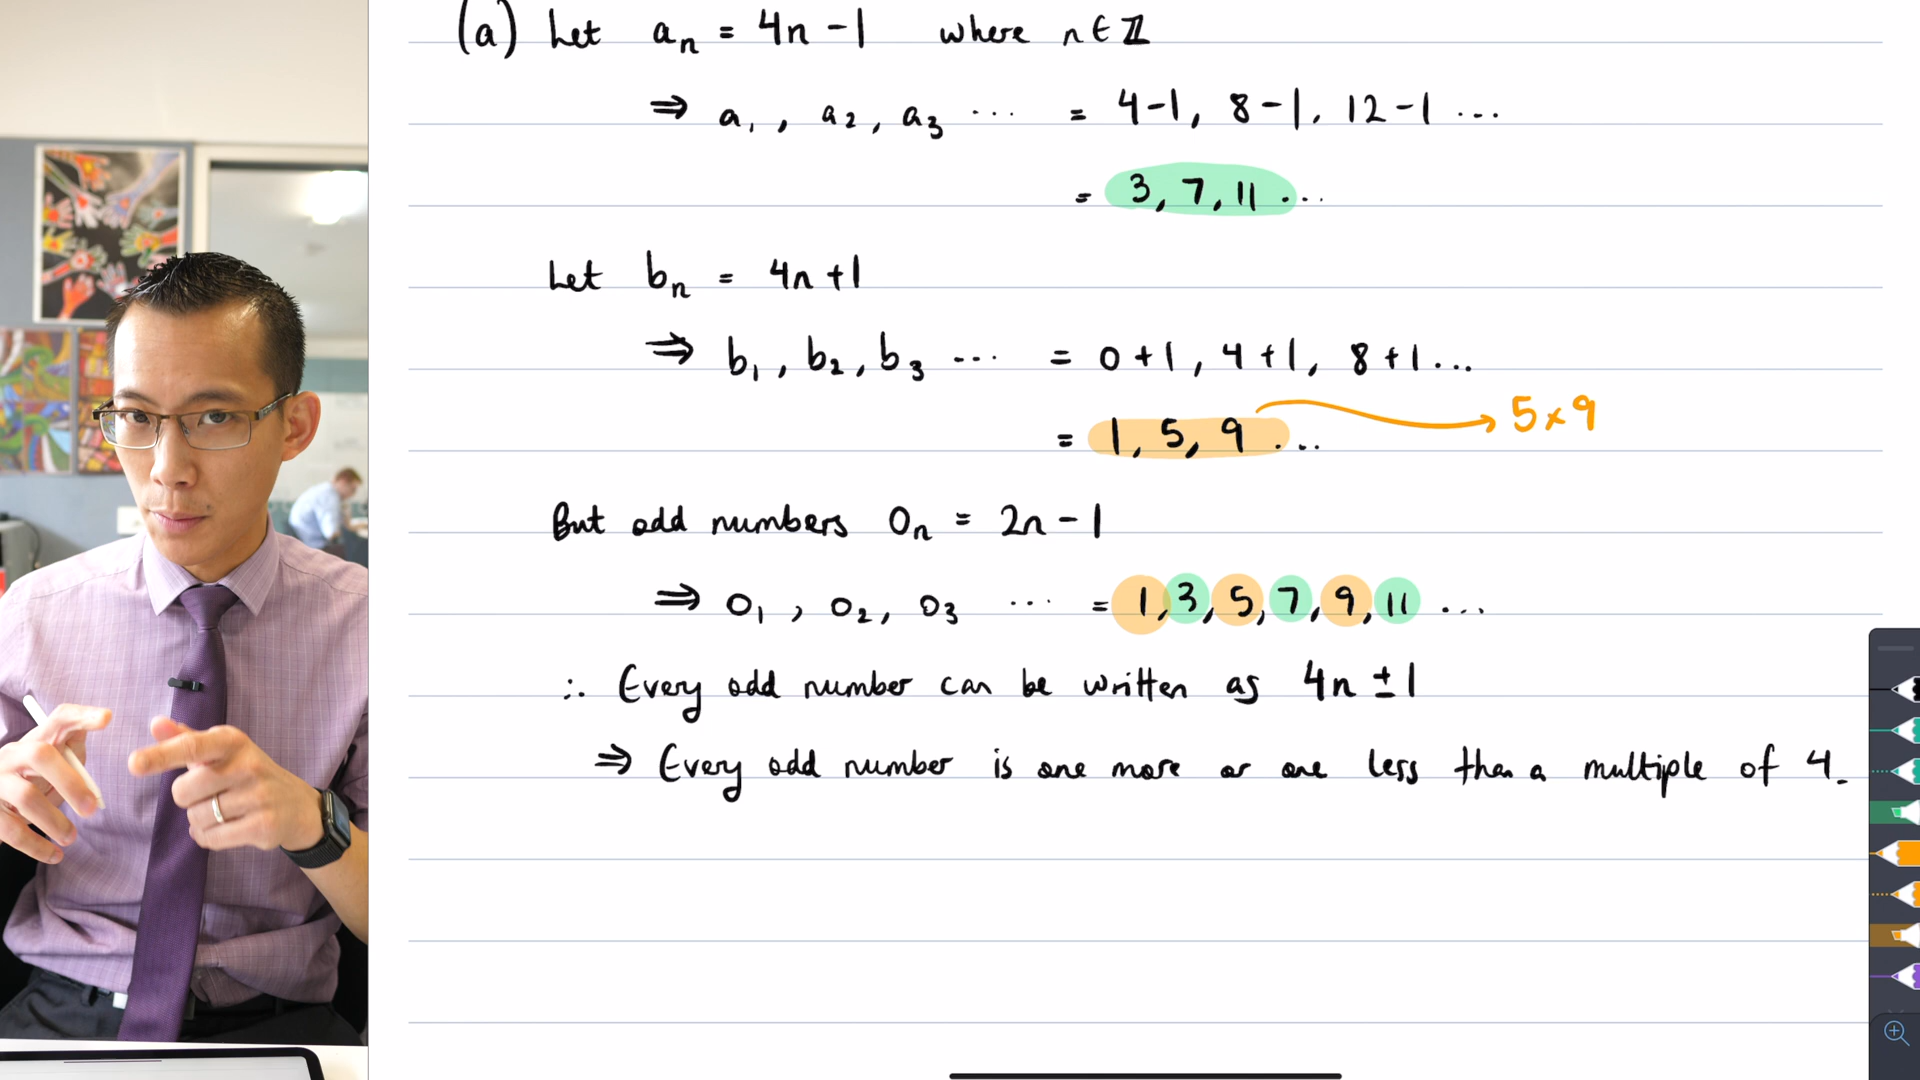 (a) Let aₙ = 4n - 1 where n ∈ ℤ
⇒ a₁, a₂, a₃ ... = 4-1, 8-1, 12-1 ...
= 3, 7, 11 ...
Let bₙ = 4n + 1
⇒ b₁, b₂, b₃ ... = 0+1, 4+1, 8+1 ...
= 1, 5, 9 ... → 5 × 9
But odd numbers Oₙ = 2n - 1
⇒ O₁, O₂, O₃ ... = 1, 3, 5, 7, 9, 11 ...
∴ Every odd number can be written as 4n ± 1
⇒ Every odd number is one more or one less than a multiple of 4.